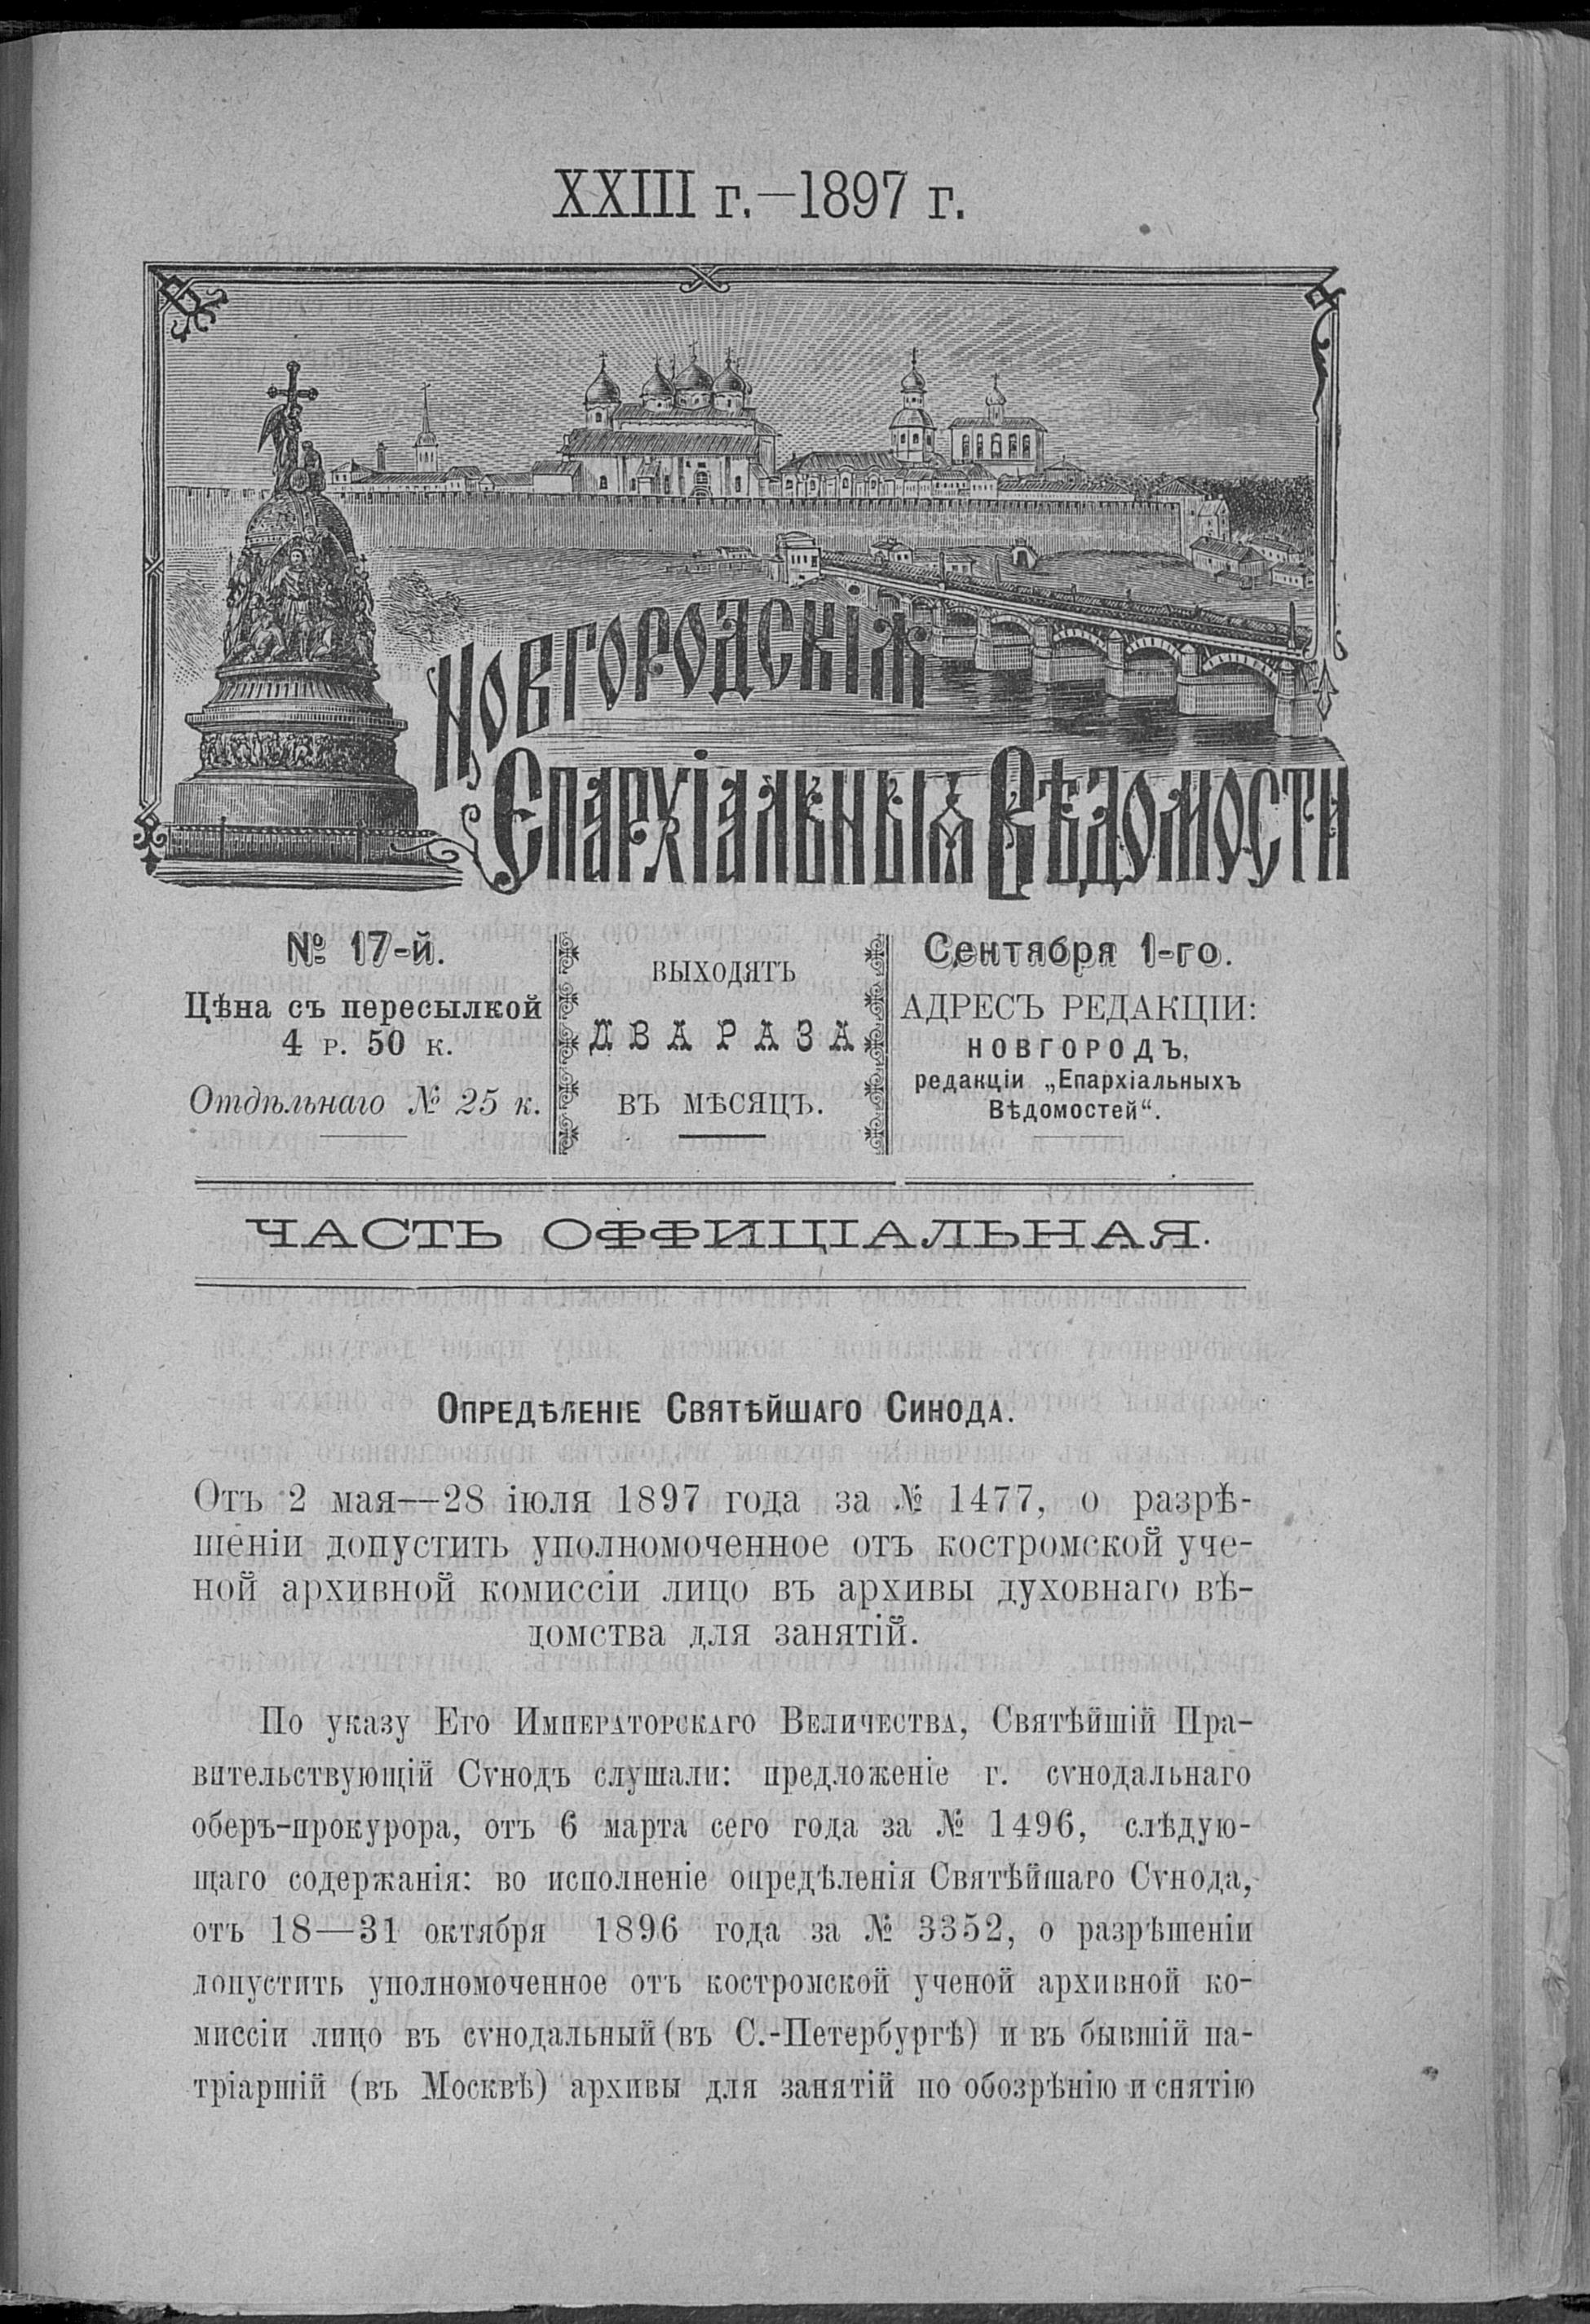 XXIII г.—1897 г.
Новгородскія
Епархіальныя Вѣдомости
№ 17-й.
Цѣна съ пересылкой
4 р. 50 к.
Отдѣльнаго № 25 к.
ВЫХОДЯТЪ
ДВА РАЗА
ВЪ МѢСЯЦЪ.
Сентября 1-го.
АДРЕСЪ РЕДАКЦІИ:
НОВГОРОДЪ,
редакціи „Епархіальныхъ
Вѣдомостей“.
ЧАСТЬ ОФФИЦІАЛЬНАЯ.
Опредѣленіе Святѣйшаго Синода.
Отъ 2 мая—28 іюля 1897 года за № 1477, о разрѣ-
шеніи допустить уполномоченное отъ костромской уче-
ной архивной комиссіи лицо въ архивы духовнаго вѣ-
домства для занятій.
По указу Его Императорскаго Величества, Святѣйшій Пра-
вительствующій Сѵнодъ слушали: предложеніе г. сѵнодальнаго
оберъ-прокурора, отъ 6 марта сего года за № 1496, слѣдую-
щаго содержанія: во исполненіе опредѣленія Святѣйшаго Сѵнода,
отъ 18—31 октября 1896 года за № 3352, о разрѣшеніи
допустить уполномоченное отъ костромской ученой архивной ко-
миссіи лицо въ сѵнодальный (въ С.-Петербургѣ) и въ бывшій па-
тріаршій (въ Москвѣ) архивы для занятій по обозрѣнію и снятію